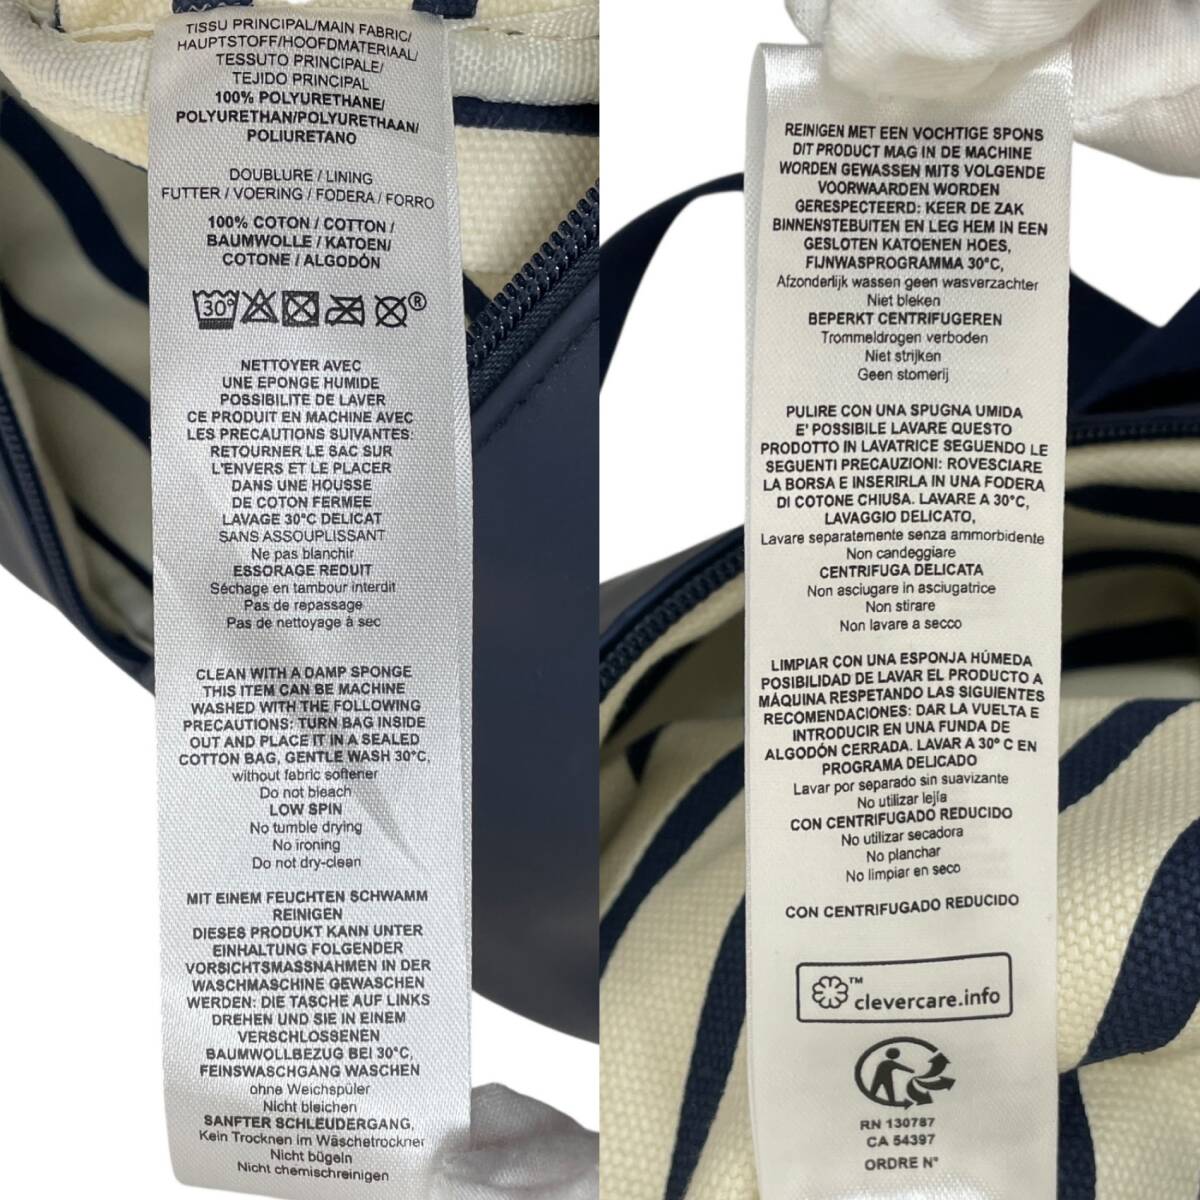 TISSU PRINCIPAL/MAIN FABRIC/
HAUPTSTOFF/HOOFDMATERIAAL/
TESSUTO PRINCIPALE/
TEJIDO PRINCIPAL
100% POLYURETHANE/
POLYURETHAN/POLYURETHAAN/
POLIURETANO
DOUBLURE / LINING
FUTTER / VOERING / FODERA / FORRO
100% COTON / COTTON /
BAUMWOLLE / KATOEN/
COTONE / ALGODÓN
30°
®
NETTOYER AVEC
UNE EPONGE HUMIDE
POSSIBILITE DE LAVER
CE PRODUIT EN MACHINE AVEC
LES PRECAUTIONS SUIVANTES:
RETOURNER LE SAC SUR
L'ENVERS ET LE PLACER
DANS UNE HOUSSE
DE COTON FERMEE
LAVAGE 30°C DELICAT
SANS ASSOUPLISSANT
Ne pas blanchir
ESSORAGE REDUIT
Séchage en tambour interdit
Pas de repassage
Pas de nettoyage à sec
CLEAN WITH A DAMP SPONGE
THIS ITEM CAN BE MACHINE
WASHED WITH THE FOLLOWING
PRECAUTIONS: TURN BAG INSIDE
OUT AND PLACE IT IN A SEALED
COTTON BAG, GENTLE WASH 30°C,
without fabric softener
Do not bleach
LOW SPIN
No tumble drying
No ironing
Do not dry-clean
MIT EINEM FEUCHTEN SCHWAMM
REINIGEN
DIESES PRODUKT KANN UNTER
EINHALTUNG FOLGENDER
VORSICHTSMASSNAHMEN IN DER
WASCHMASCHINE GEWASCHEN
WERDEN: DIE TASCHE AUF LINKS
DREHEN UND SIE IN EINEM
VERSCHLOSSENEN
BAUMWOLLBEZUG BEI 30°C,
FEINSWASCHGANG WASCHEN
ohne Weichspüler
Nicht bleichen
SANFTER SCHLEUDERGANG,
Kein Trocknen im Wäschetrockner
Nicht bügeln
Nicht chemischreinigen
REINIGEN MET EEN VOCHTIGE SPONS
DIT PRODUCT MAG IN DE MACHINE
WORDEN GEWASSEN MITS VOLGENDE
VOORWAARDEN WORDEN
GERESPECTEERD: KEER DE ZAK
BINNENSTEBUITEN EN LEG HEM IN EEN
GESLOTEN KATOENEN HOES,
FIJNWASPROGRAMMA 30°C,
Afzonderlijk wassen geen wasverzachter
Niet bleken
BEPERKT CENTRIFUGEREN
Trommeldrogen verboden
Niet strijken
Geen stomerij
PULIRE CON UNA SPUGNA UMIDA
E' POSSIBILE LAVARE QUESTO
PRODOTTO IN LAVATRICE SEGUENDO LE
SEGUENTI PRECAUZIONI: ROVESCIARE
LA BORSA E INSERIRLA IN UNA FODERA
DI COTONE CHIUSA. LAVARE A 30°C,
LAVAGGIO DELICATO,
Lavare separatamente senza ammorbidente
Non candeggiare
CENTRIFUGA DELICATA
Non asciugare in asciugatrice
Non stirare
Non lavare a secco
LIMPIAR CON UNA ESPONJA HÚMEDA
POSIBILIDAD DE LAVAR EL PRODUCTO A
MÁQUINA RESPETANDO LAS SIGUIENTES
RECOMENDACIONES: DAR LA VUELTA E
INTRODUCIR EN UNA FUNDA DE
ALGODÓN CERRADA. LAVAR A 30° C EN
PROGRAMA DELICADO
Lavar por separado sin suavizante
No utilizar lejía
CON CENTRIFUGADO REDUCIDO
No utilizar secadora
No planchar
No limpiar en seco
CON CENTRIFUGADO REDUCIDO
™
clevercare.info
RN 130787
CA 54397
ORDRE N°